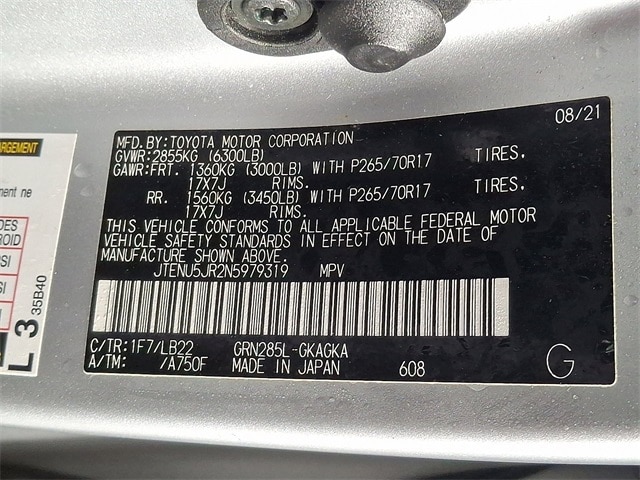 08/21
MFD.BY:TOYOTA MOTOR CORPORATION
GVWR:2855KG (6300LB)
GAWR:FRT. 1360KG (3000LB) WITH P265/70R17 TIRES,
17X7J RIMS.
RR. 1560KG (3450LB) WITH P265/70R17 TIRES,
17X7J RIMS.
THIS VEHICLE CONFORMS TO ALL APPLICABLE FEDERAL MOTOR
VEHICLE SAFETY STANDARDS IN EFFECT ON THE DATE OF
MANUFACTURE SHOWN ABOVE.
JTENU5JR2N5979319 MPV
C/TR:1F7/LB22 GRN285L-GKAGKA
A/TM: /A750F MADE IN JAPAN 608 G
ment ne
L 3
35B40